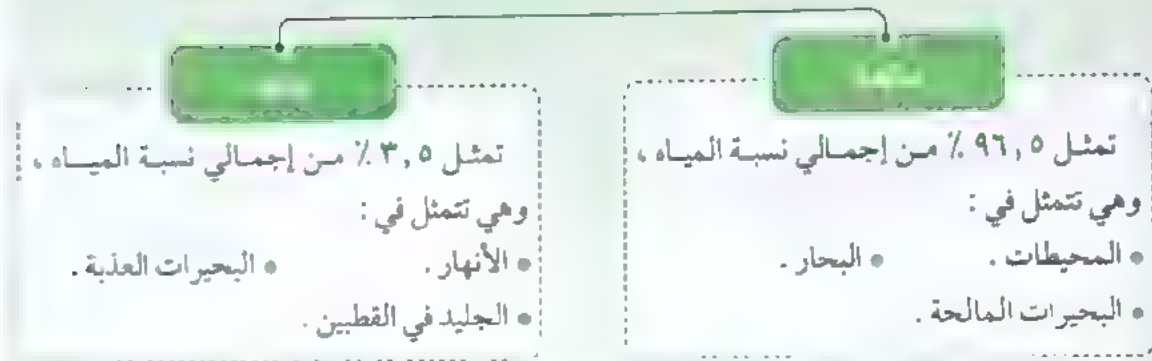 تمثل ٩٦,٥ ٪ من إجمالي نسبة المياه ،
وهي تتمثل في :
• المحيطات . • البحار .
• البحيرات المالحة .
تمثل ٣,٥ ٪ من إجمالي نسبة المياه ،
وهي تتمثل في :
• الأنهار . • البحيرات العذبة .
• الجليد في القطبين .